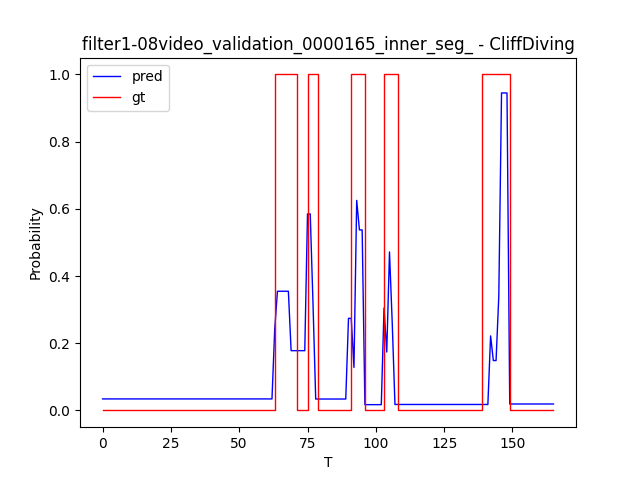 filter1-08video_validation_0000165_inner_seg_ - CliffDiving
pred
gt
1.0
0.8
0.6
0.4
0.2
0.0
Probability
0 25 50 75 100 125 150
T